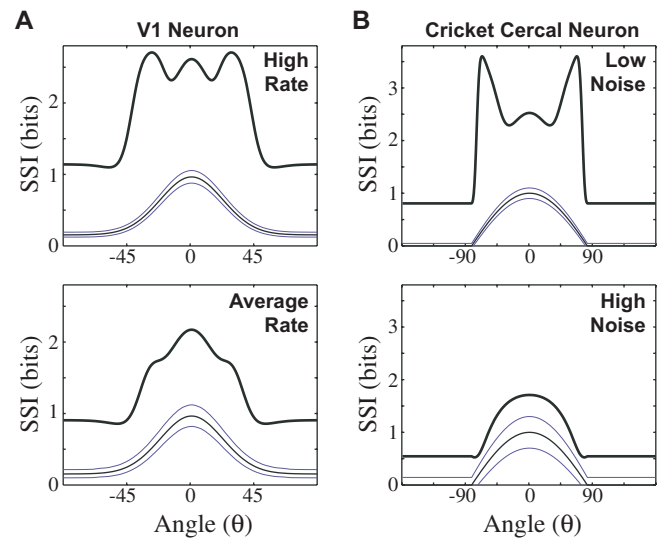 A
V1 Neuron
High
Rate
SSI (bits)
2
1
0
-45
0
45
Average
Rate
SSI (bits)
2
1
0
-45
0
45
Angle (θ)
B
Cricket Cercal Neuron
Low
Noise
SSI (bits)
3
2
1
0
-90
0
90
High
Noise
SSI (bits)
3
2
1
0
-90
0
90
Angle (θ)